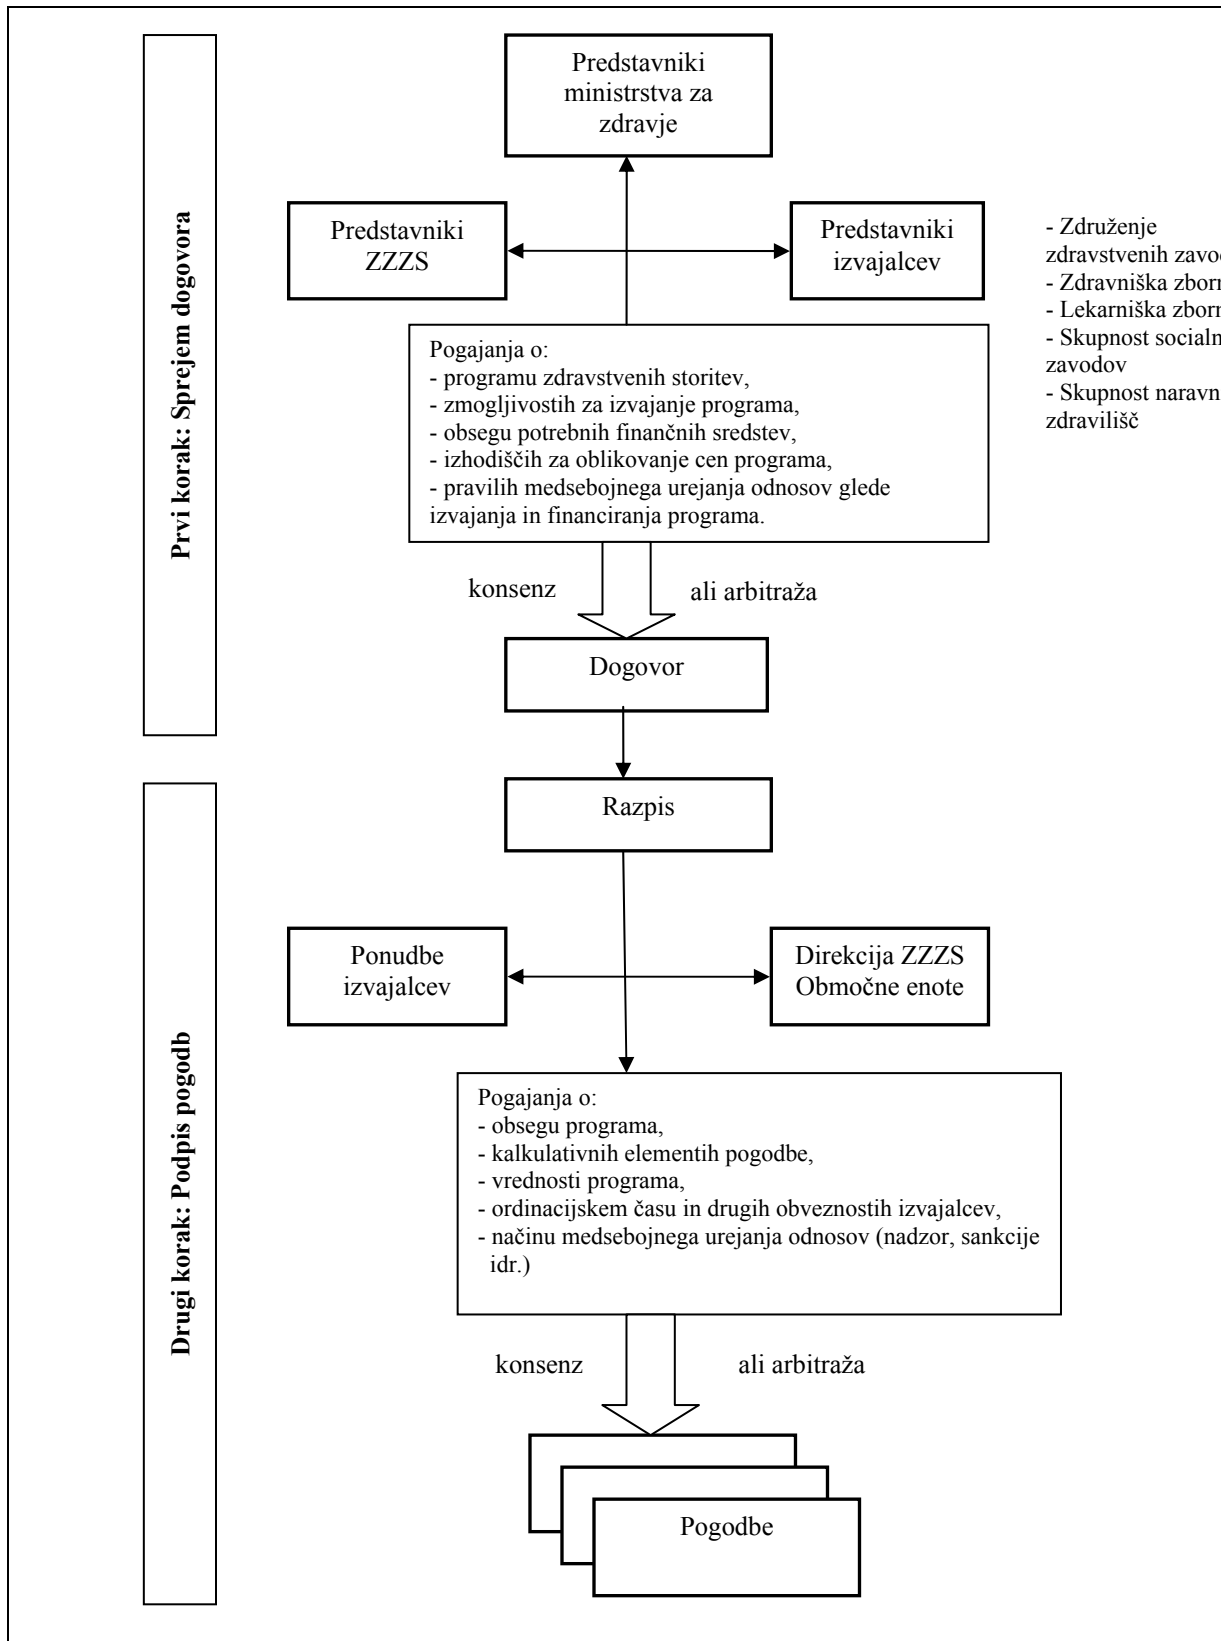 Prvi korak: Sprejem dogovora
Predstavniki
ministrstva za
zdravje
Predstavniki
ZZZS
Predstavniki
izvajalcev
- Združenje
zdravstvenih
- Zdravniška
- Lekarniška
- Skupnost
zavodov
- Skupnost
zdravilišč
Pogajanja o:
- programu zdravstvenih storitev,
- zmogljivostih za izvajanje programa,
- obsegu potrebnih finančnih sredstev,
- izhodiščih za oblikovanje cen programa,
- pravilih medsebojnega urejanja odnosov glede
izvajanja in financiranja programa.
konsenz ali arbitraža
Dogovor
Drugi korak: Podpis pogodb
Razpis
Ponudbe
izvajalcev
Direkcija ZZZS
Območne enote
Pogajanja o:
- obsegu programa,
- kalkulativnih elementih pogodbe,
- vrednosti programa,
- ordinacijskem času in drugih obveznostih izvajalcev,
- načinu medsebojnega urejanja odnosov (nadzor, sankcije
idr.)
konsenz ali arbitraža
Pogodbe